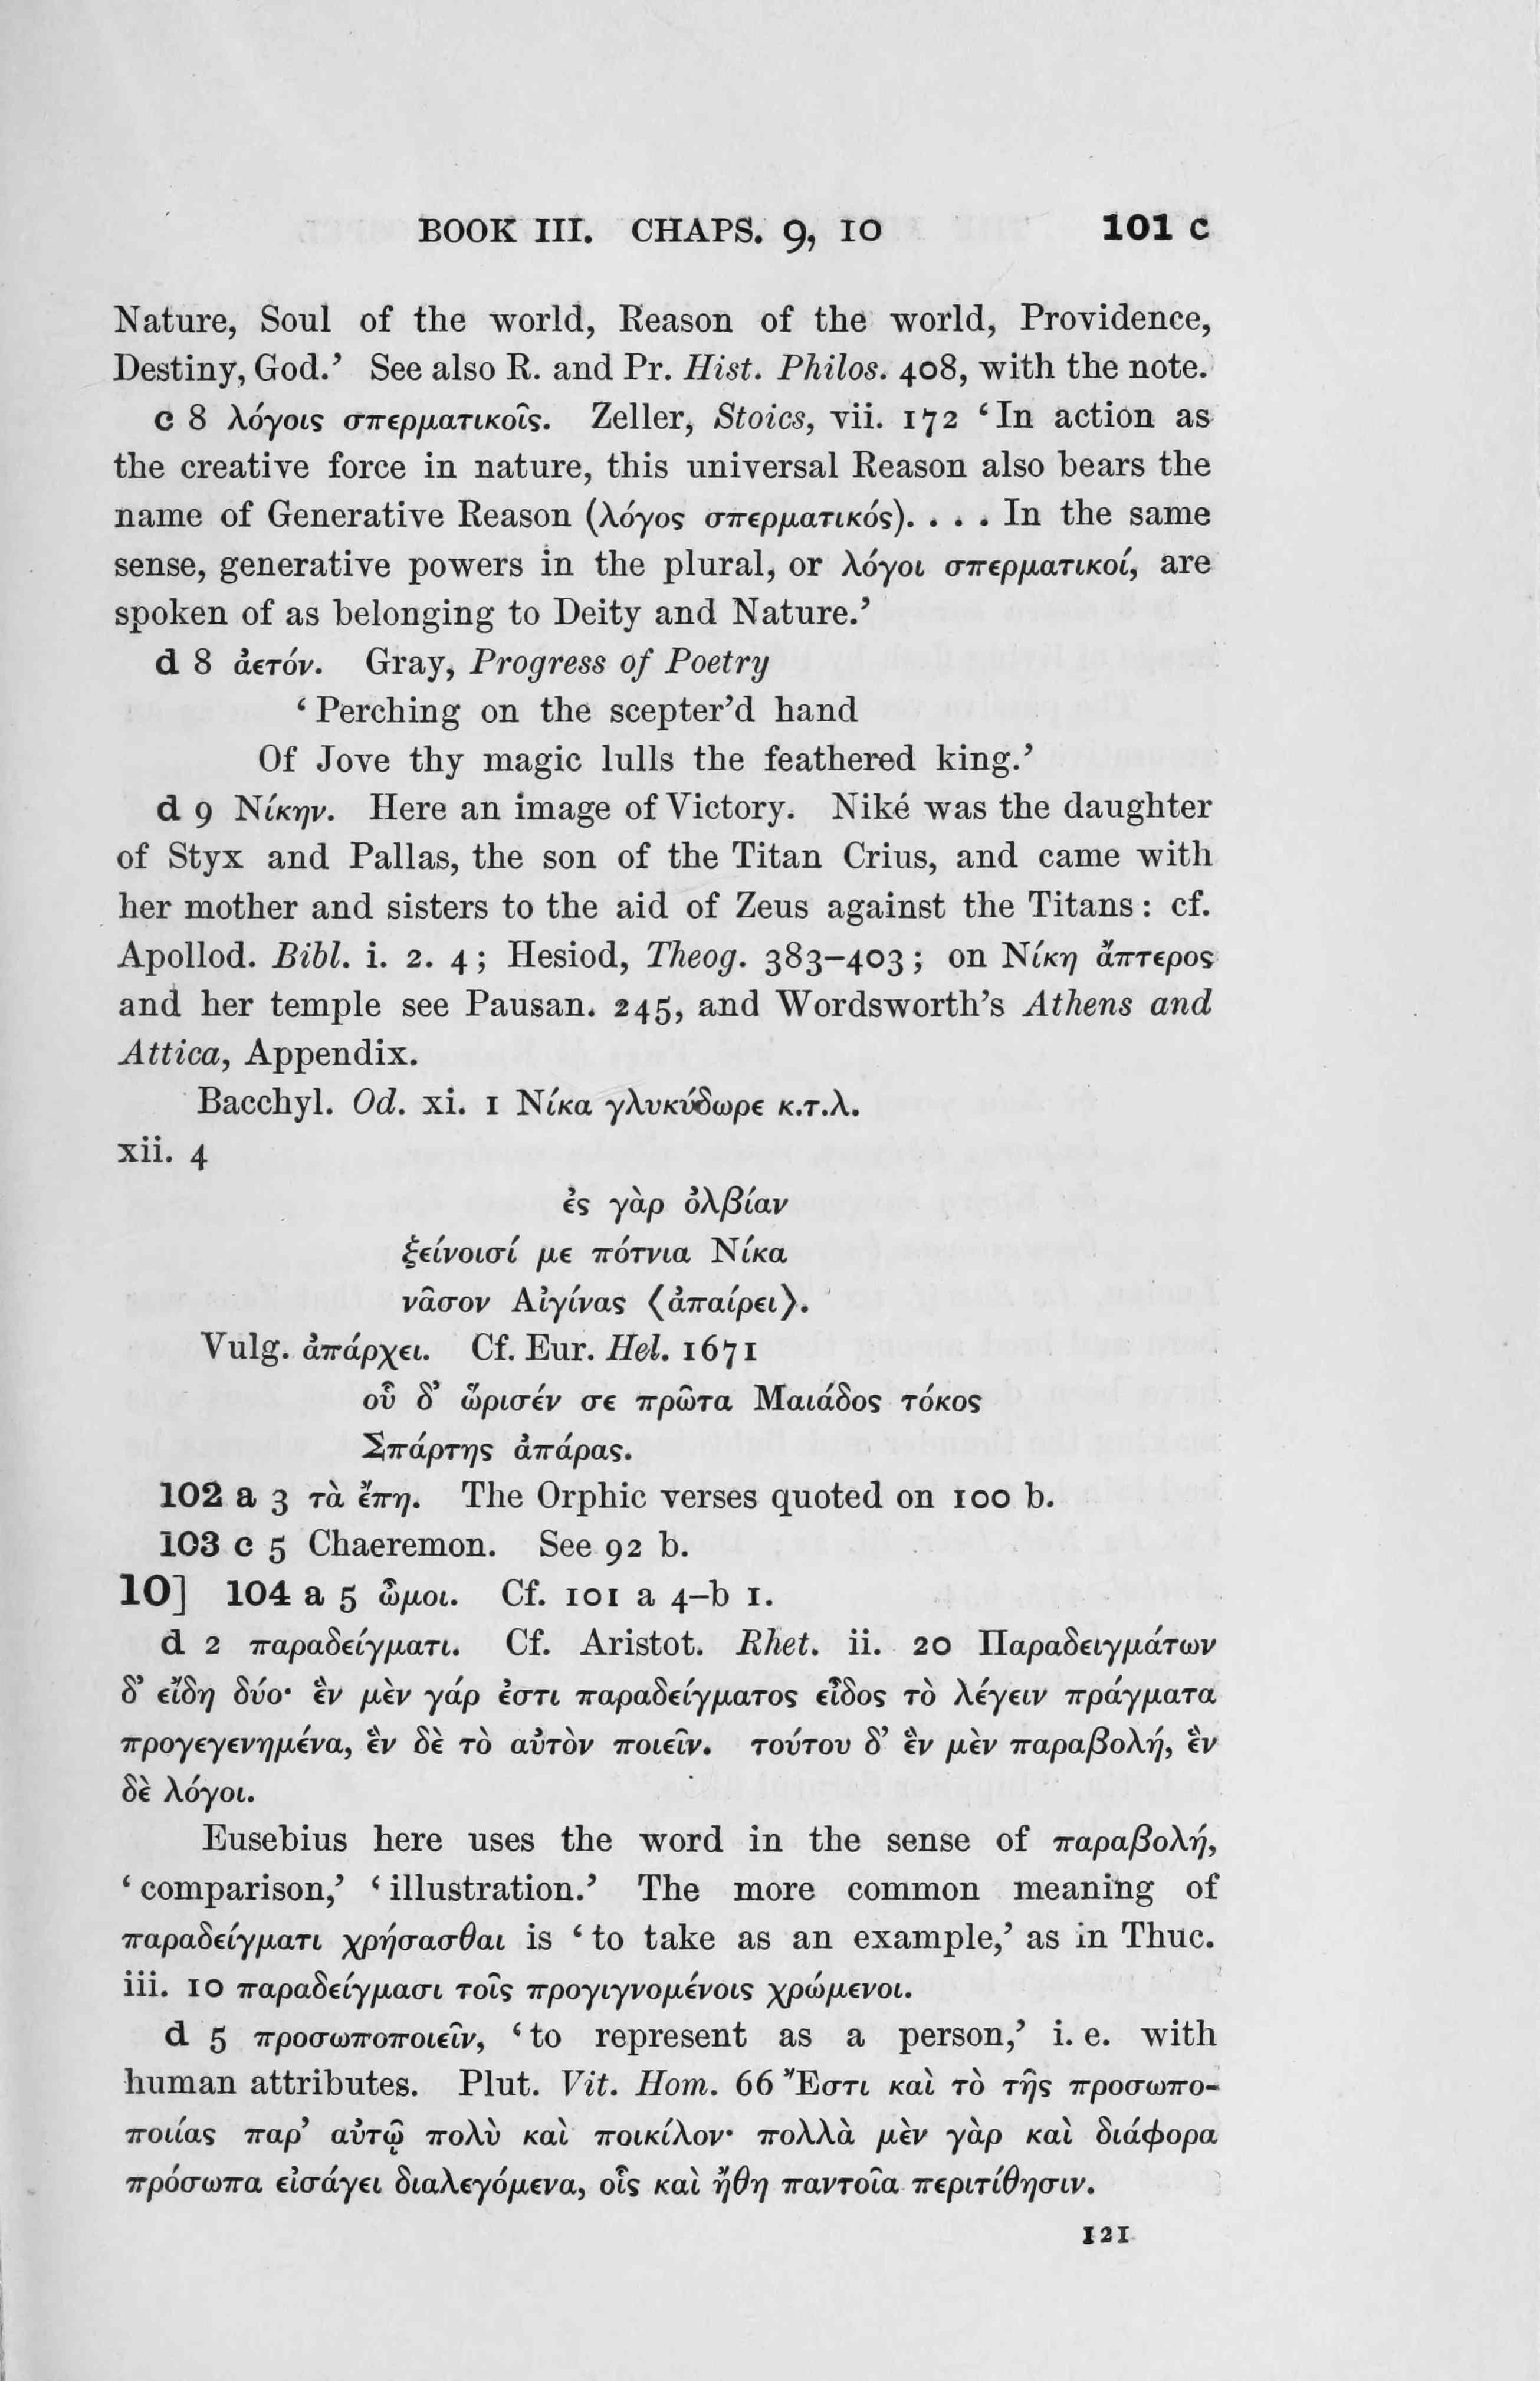 BOOK III. CHAPS. 9, 10 101 c
Nature, Soul of the world, Reason of the world, Providence,
Destiny, God.’ See also R. and Pr. Hist. Philos. 408, with the note.
c 8 λόγοις σπερματικοῖς. Zeller, Stoics, vii. 172 ‘In action as
the creative force in nature, this universal Reason also bears the
name of Generative Reason (λόγος σπερματικός). . . . In the same
sense, generative powers in the plural, or λόγοι σπερματικοί, are
spoken of as belonging to Deity and Nature.’
d 8 ἀετόν. Gray, Progress of Poetry
‘Perching on the scepter’d hand
Of Jove thy magic lulls the feathered king.’
d 9 Νίκην. Here an image of Victory. Niké was the daughter
of Styx and Pallas, the son of the Titan Crius, and came with
her mother and sisters to the aid of Zeus against the Titans: cf.
Apollod. Bibl. i. 2. 4; Hesiod, Theog. 383–403; on Νίκη ἄπτερος
and her temple see Pausan. 245, and Wordsworth’s Athens and
Attica, Appendix.
Bacchyl. Od. xi. 1 Νίκα γλυκύδωρε κ.τ.λ.
xii. 4
ἐς γὰρ ὀλβίαν
ξείνοισί με πότνια Νίκα
νᾶσον Αἰγίνας ⟨ἀπαίρει⟩.
Vulg. ἀπάρχει. Cf. Eur. Hel. 1671
οὗ δ’ ὥρισέν σε πρῶτα Μαιάδος τόκος
Σπάρτης ἀπάρας.
102 a 3 τὰ ἔπη. The Orphic verses quoted on 100 b.
103 c 5 Chaeremon. See 92 b.
10] 104 a 5 ὦμοι. Cf. 101 a 4–b 1.
d 2 παραδείγματι. Cf. Aristot. Rhet. ii. 20 Παραδειγμάτων
δ’ εἴδη δύο· ἓν μὲν γάρ ἐστι παραδείγματος εἶδος τὸ λέγειν πράγματα
προγεγενημένα, ἓν δὲ τὸ αὐτὸν ποιεῖν. τούτου δ’ ἓν μὲν παραβολή, ἓν
δὲ λόγοι.
Eusebius here uses the word in the sense of παραβολή,
‘comparison,’ ‘illustration.’ The more common meaning of
παραδείγματι χρήσασθαι is ‘to take as an example,’ as in Thuc.
iii. 10 παραδείγμασι τοῖς προγιγνομένοις χρώμενοι.
d 5 προσωποποιεῖν, ‘to represent as a person,’ i. e. with
human attributes. Plut. Vit. Hom. 66 Ἔστι καὶ τὸ τῆς προσωπο-
ποιίας παρ’ αὐτῷ πολὺ καὶ ποικίλον· πολλὰ μὲν γὰρ καὶ διάφορα
πρόσωπα εἰσάγει διαλεγόμενα, οἷς καὶ ἤθη παντοῖα περιτίθησιν.
121